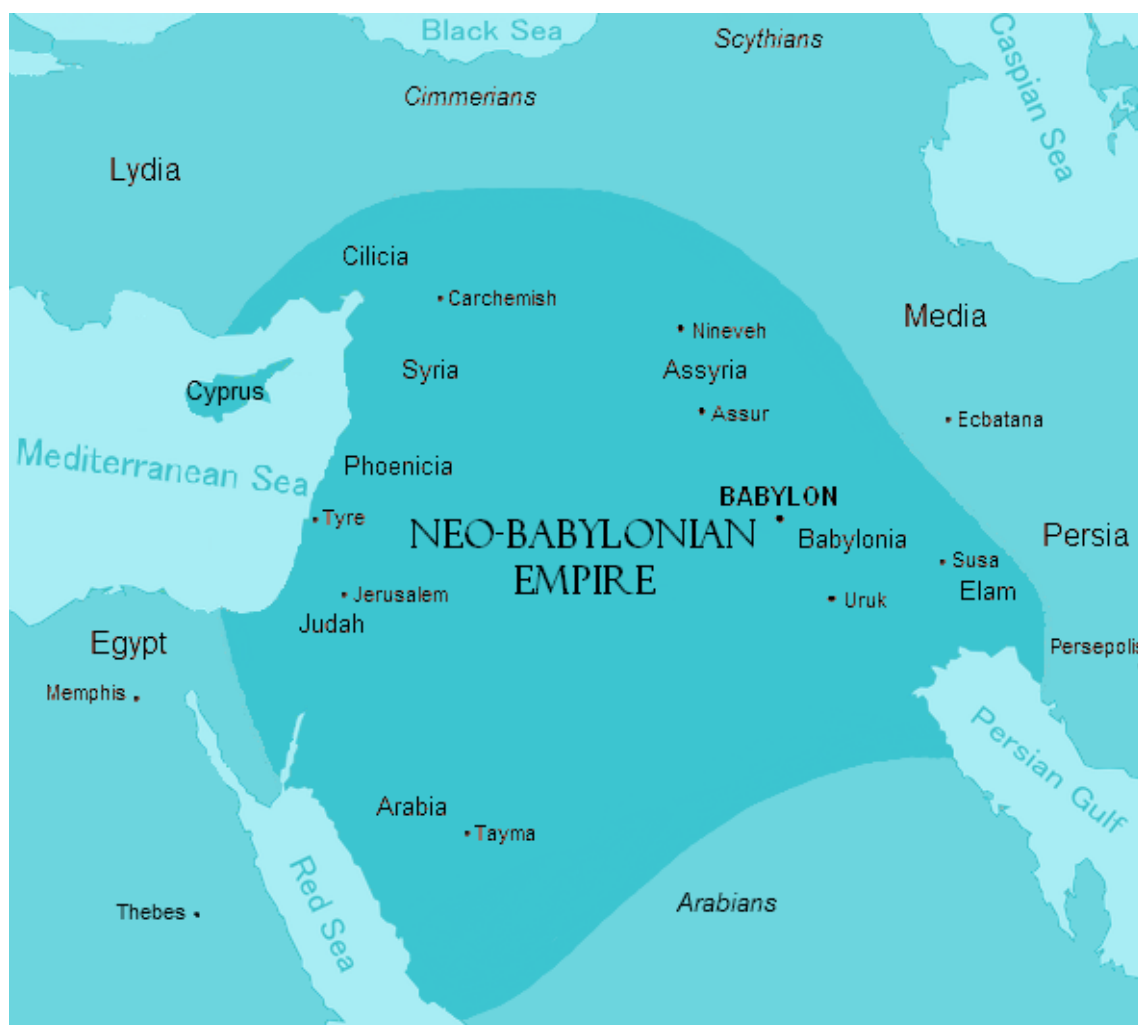 Black Sea
Scythians
Caspian Sea
Cimmerians
Lydia
Cilicia
Carchemish
Media
Nineveh
Syria
Assyria
Cyprus
Assur
Ecbatana
Mediterranean Sea
Phoenicia
BABYLON
Tyre
NEO-BABYLONIAN
EMPIRE
Babylonia
Persia
Susa
Elam
Jerusalem
Uruk
Judah
Egypt
Persepolis
Memphis
Persian Gulf
Arabia
Tayma
Red Sea
Thebes
Arabians